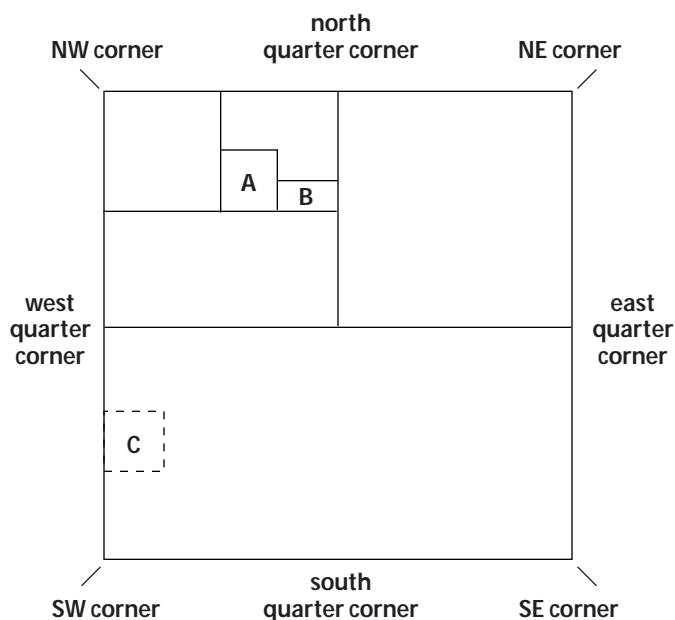 north
quarter corner
NW corner
NE corner
A
B
west
quarter
corner
east
quarter
corner
C
SW corner
south
quarter corner
SE corner